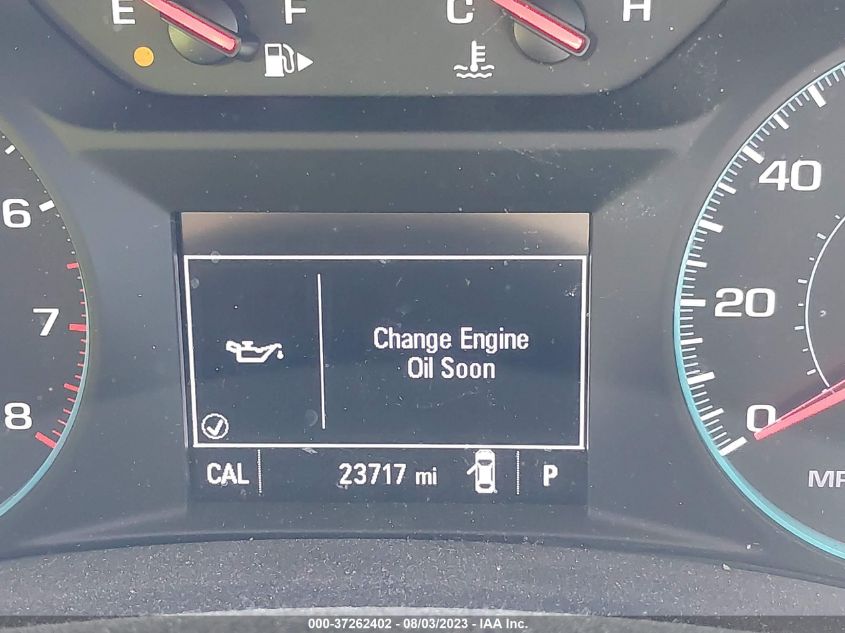 E F C H
6
7
8
40
20
0
Change Engine
Oil Soon
CAL 23717 mi P
000-37262402 - 08/03/2023 - IAA Inc.